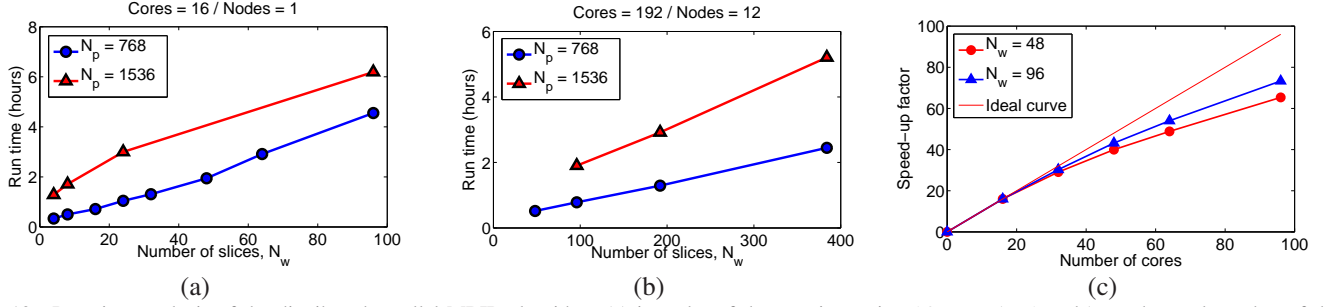 Cores = 16 / Nodes = 1
8
6
4
2
0
Run time (hours)
N_p = 768
N_p = 1536
0 20 40 60 80 100
Number of slices, N_w
(a)
Cores = 192 / Nodes = 12
6
4
2
0
Run time (hours)
N_p = 768
N_p = 1536
100 200 300 400
Number of slices, N_w
(b)
100
80
60
40
20
0
Speed-up factor
N_w = 48
N_w = 96
Ideal curve
0 20 40 60 80 100
Number of cores
(c)